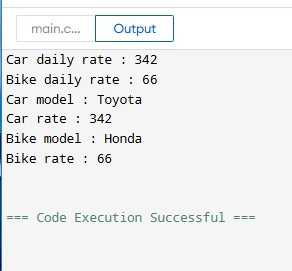 main.c...
Output
Car daily rate : 342
Bike daily rate : 66
Car model : Toyota
Car rate : 342
Bike model : Honda
Bike rate : 66
=== Code Execution Successful ===